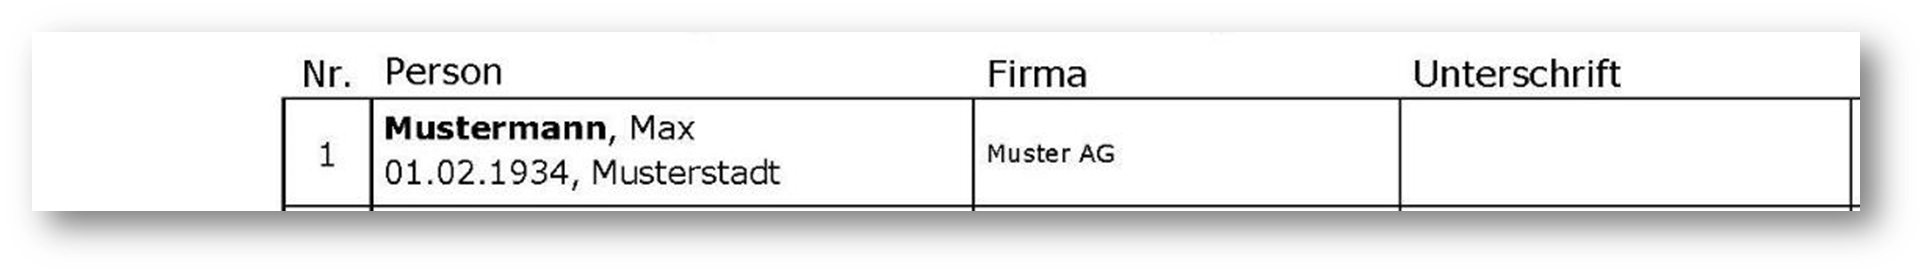 Nr. Person Firma Unterschrift
1 Mustermann, Max
01.02.1934, Musterstadt
Muster AG